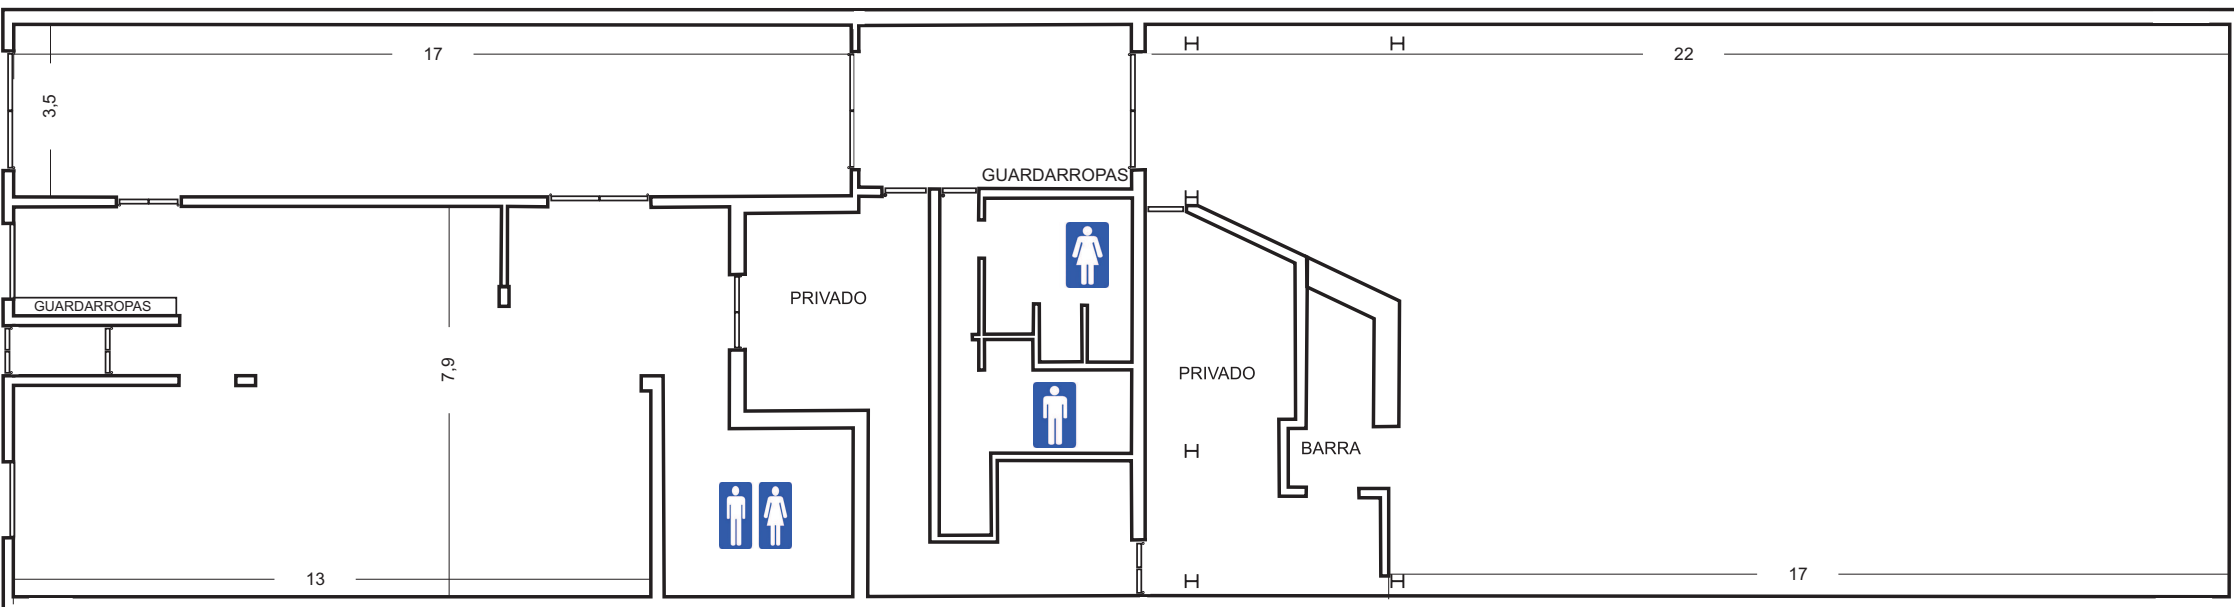 17
22
3,5
GUARDARROPAS
PRIVADO
GUARDARROPAS
7,9
PRIVADO
BARRA
13
17